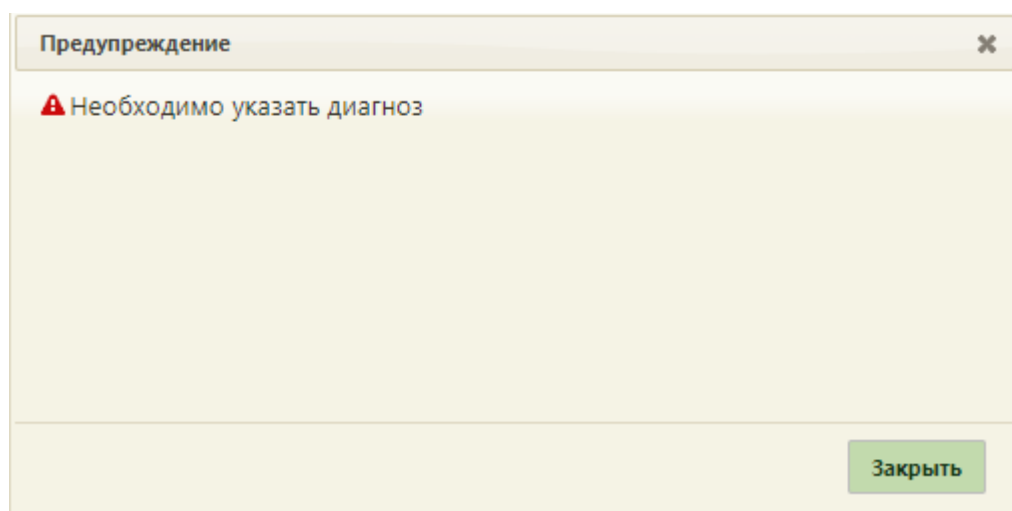 Предупреждение
Необходимо указать диагноз
Закрыть